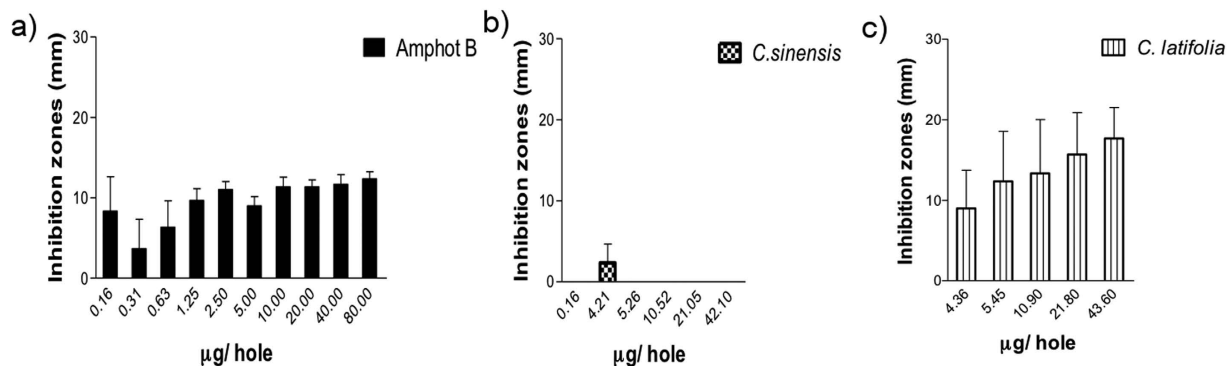 a)
Amphot B
Inhibition zones (mm)
30
20
10
0
0.16 0.31 0.63 1.25 2.50 5.00 10.00 20.00 40.00 80.00
μg/ hole
b)
C.sinensis
Inhibition zones (mm)
30
20
10
0
0.16 4.21 5.26 10.52 21.05 42.10
μg/ hole
c)
C. latifolia
Inhibition zones (mm)
30
20
10
0
4.36 5.45 10.90 21.80 43.60
μg/ hole